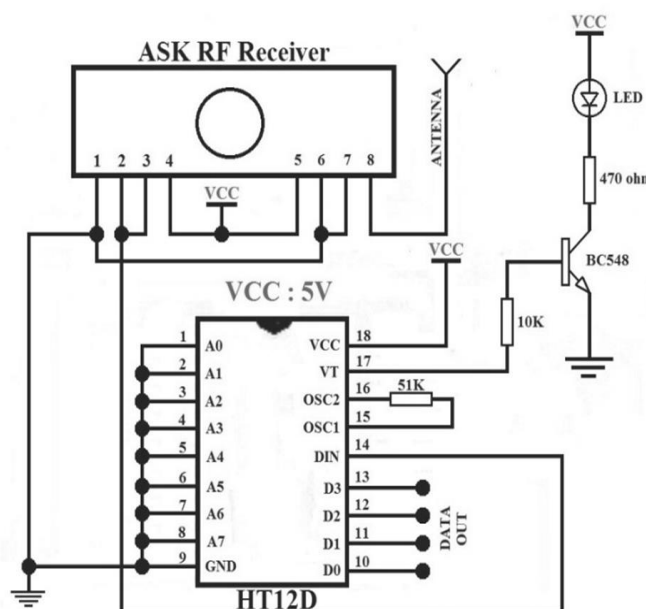 VCC
ASK RF Receiver
LED
ANTENNA
1 2 3 4 5 6 7 8
470 ohm
VCC
VCC
BC548
VCC : 5V
10K
1 A0 VCC 18
2 A1 VT 17
3 A2 OSC2 16 51K
4 A3 OSC1 15
5 A4 DIN 14
6 A5 D3 13
7 A6 D2 12
8 A7 D1 11
9 GND D0 10
DATA
OUT
HT12D